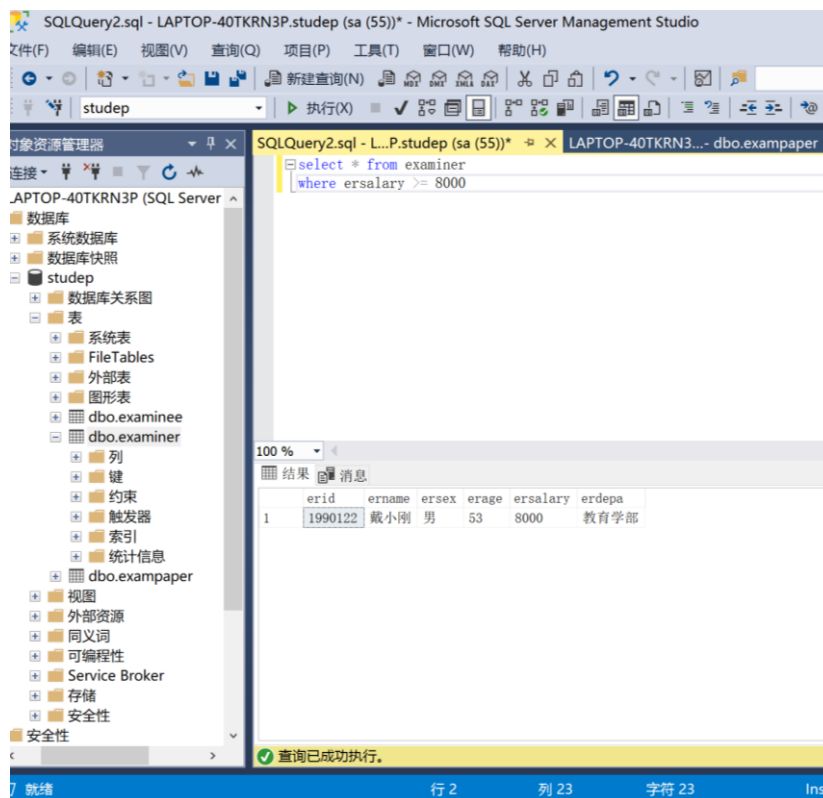 SQLQuery2.sql - LAPTOP-40TKRN3P.studep (sa (55))* - Microsoft SQL Server Management Studio
文件(F) 编辑(E) 视图(V) 查询(Q) 项目(P) 工具(T) 窗口(W) 帮助(H)
新建查询(N) MDX DMX XMLA DAX
studep 执行(X)
对象资源管理器
SQLQuery2.sql - L...P.studep (sa (55))* LAPTOP-40TKRN3...- dbo.exampaper
连接
select * from examiner
where ersalary >= 8000
LAPTOP-40TKRN3P (SQL Server
数据库
系统数据库
数据库快照
studep
数据库关系图
表
系统表
FileTables
外部表
图形表
dbo.examinee
dbo.examiner
列
键
约束
触发器
索引
统计信息
dbo.exampaper
视图
外部资源
同义词
可编程性
Service Broker
存储
安全性
安全性
100 %
结果 消息
erid ername ersex erage ersalary erdepa
1 1990122 戴小刚 男 53 8000 教育学部
查询已成功执行。
就绪 行 2 列 23 字符 23 Ins